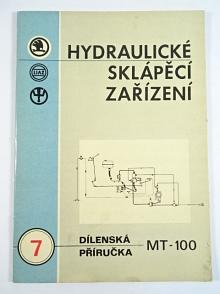 HYDRAULICKÉ
SKLÁPĚCÍ
ZAŘÍZENÍ
7
DÍLENSKÁ
PŘÍRUČKA
MT-100